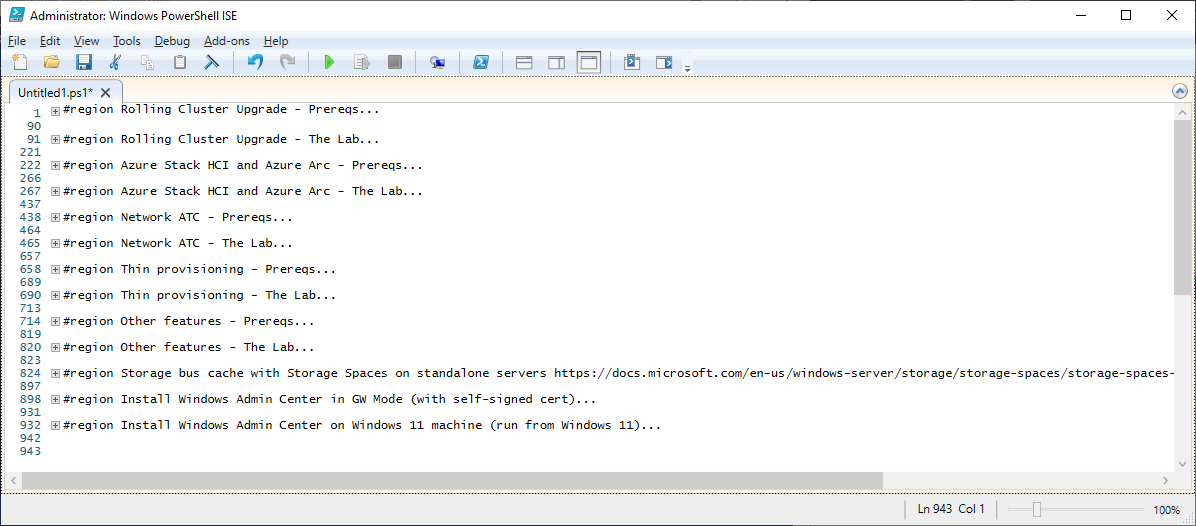 Administrator: Windows PowerShell ISE
File Edit View Tools Debug Add-ons Help
Untitled1.ps1*
1 #region Rolling Cluster Upgrade - Prereqs...
90
91 #region Rolling Cluster Upgrade - The Lab...
221
222 #region Azure Stack HCI and Azure Arc - Prereqs...
266
267 #region Azure Stack HCI and Azure Arc - The Lab...
437
438 #region Network ATC - Prereqs...
464
465 #region Network ATC - The Lab...
657
658 #region Thin provisioning - Prereqs...
689
690 #region Thin provisioning - The Lab...
713
714 #region Other features - Prereqs...
819
820 #region Other features - The Lab...
823
824 #region Storage bus cache with Storage Spaces on standalone servers https://docs.microsoft.com/en-us/windows-server/storage/storage-spaces/storage-spaces-
897
898 #region Install Windows Admin Center in GW Mode (with self-signed cert)...
931
932 #region Install Windows Admin Center on Windows 11 machine (run from Windows 11)...
942
943
Ln 943 Col 1 100%